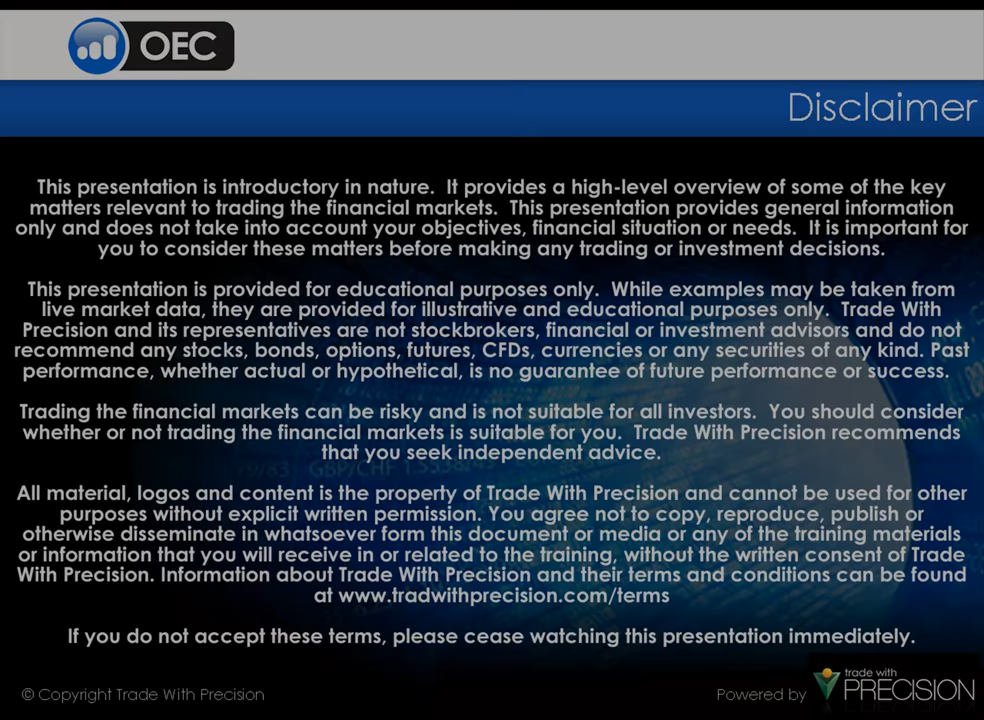 OEC
Disclaimer
This presentation is introductory in nature.  It provides a high-level overview of some of the key
matters relevant to trading the financial markets.  This presentation provides general information
only and does not take into account your objectives, financial situation or needs.  It is important for
you to consider these matters before making any trading or investment decisions.
This presentation is provided for educational purposes only.  While examples may be taken from
live market data, they are provided for illustrative and educational purposes only.  Trade With
Precision and its representatives are not stockbrokers, financial or investment advisors and do not
recommend any stocks, bonds, options, futures, CFDs, currencies or any securities of any kind. Past
performance, whether actual or hypothetical, is no guarantee of future performance or success.
Trading the financial markets can be risky and is not suitable for all investors.  You should consider
whether or not trading the financial markets is suitable for you.  Trade With Precision recommends
that you seek independent advice.
All material, logos and content is the property of Trade With Precision and cannot be used for other
purposes without explicit written permission. You agree not to copy, reproduce, publish or
otherwise disseminate in whatsoever form this document or media or any of the training materials
or information that you will receive in or related to the training, without the written consent of Trade
With Precision. Information about Trade With Precision and their terms and conditions can be found
at www.tradwithprecision.com/terms
If you do not accept these terms, please cease watching this presentation immediately.
© Copyright Trade With Precision
Powered by
trade with
PRECISION